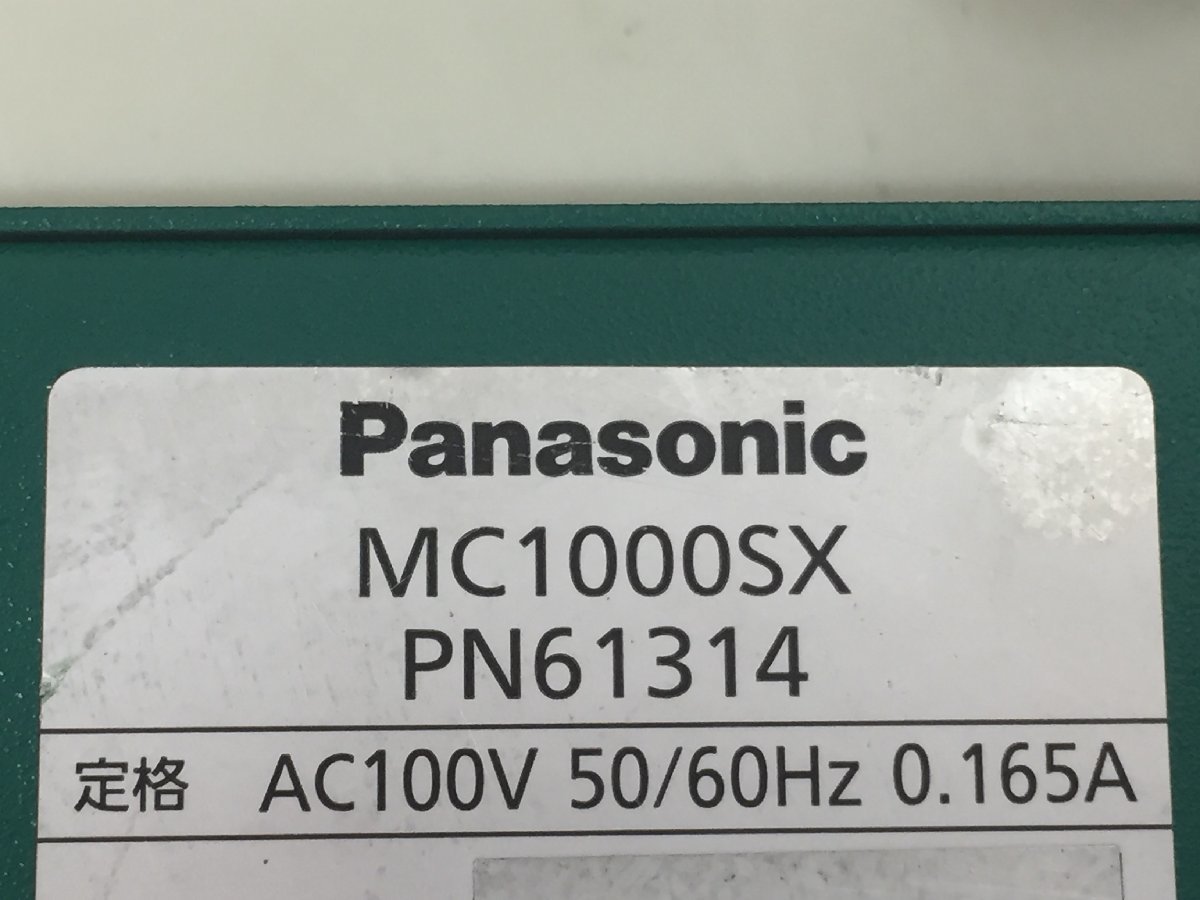 Panasonic
MC1000SX
PN61314
定格 AC100V 50/60Hz 0.165A